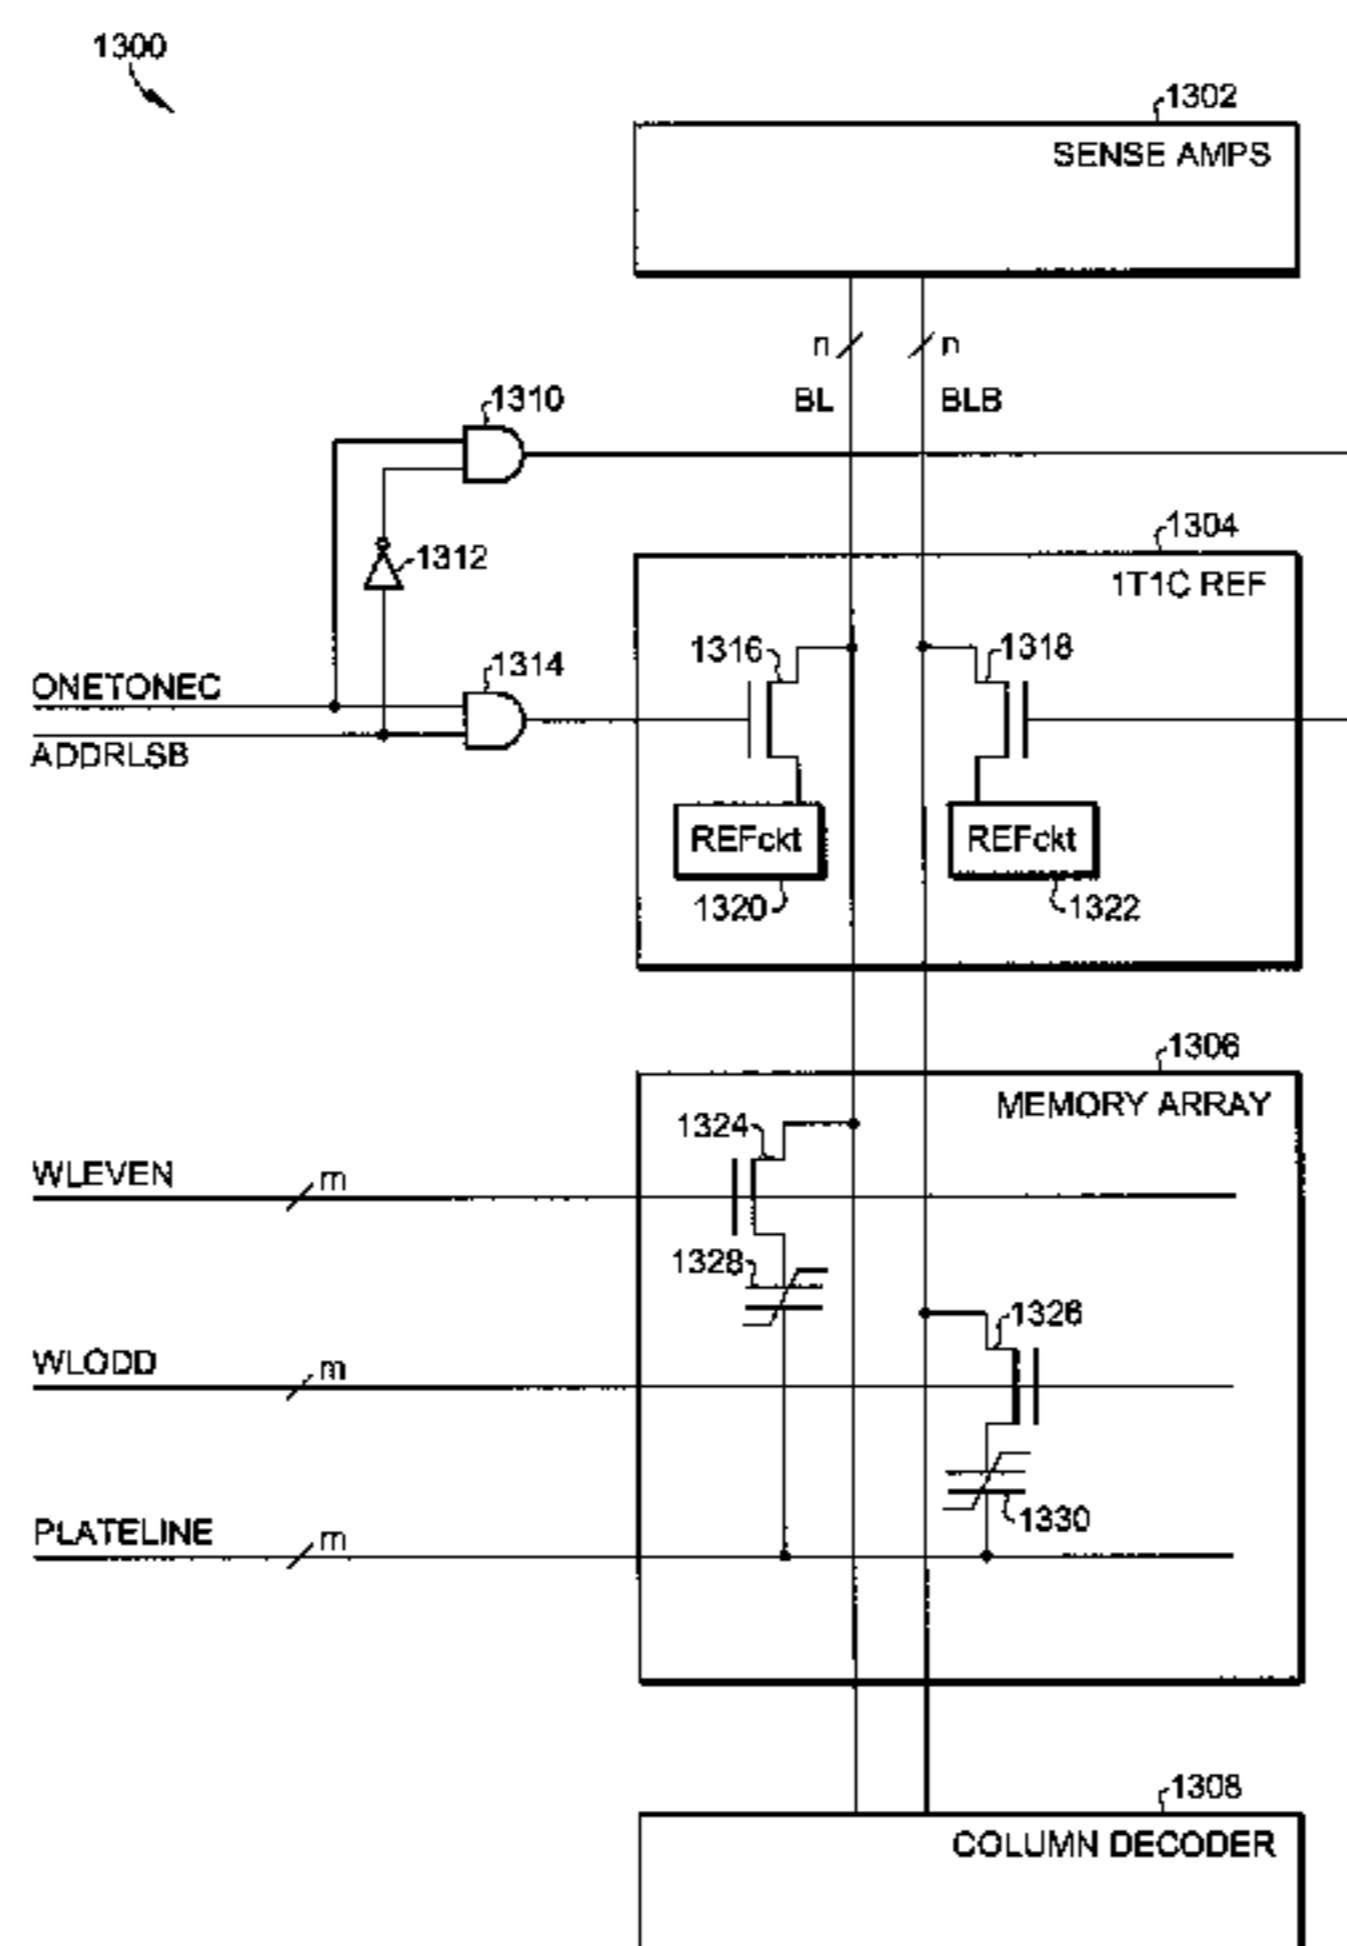 1300
1302
SENSE AMPS
n
n
BL
BLB
1310
1304
1T1C REF
1312
1316
1318
1314
ONETONEC
ADDRLSB
REFckt
REFckt
1320
1322
1306
MEMORY ARRAY
1324
WLEVEN
m
1328
1326
WLODD
m
1330
PLATELINE
m
1308
COLUMN DECODER